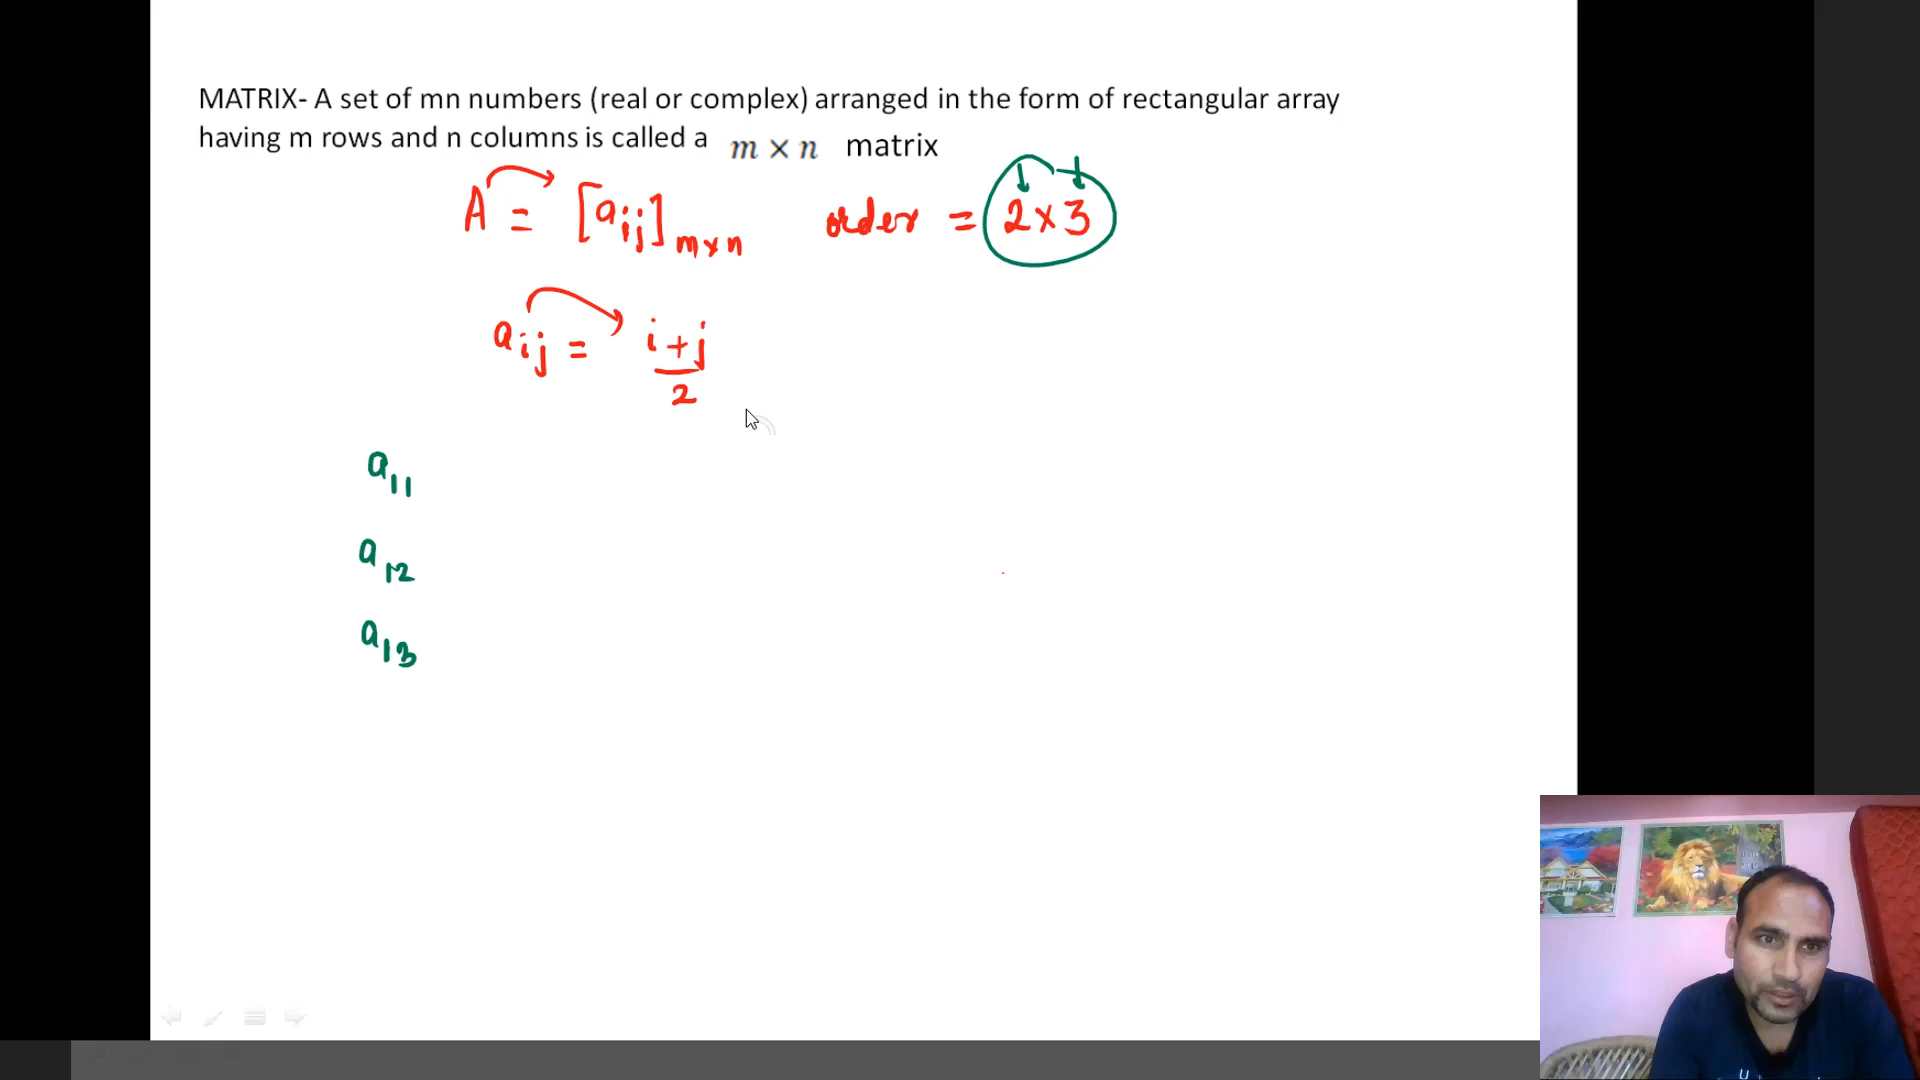 MATRIX- A set of mn numbers (real or complex) arranged in the form of rectangular array
having m rows and n columns is called a m × n matrix
A = [aij]m×n order = 2×3
aij = i+j
2
a11
a12
a13